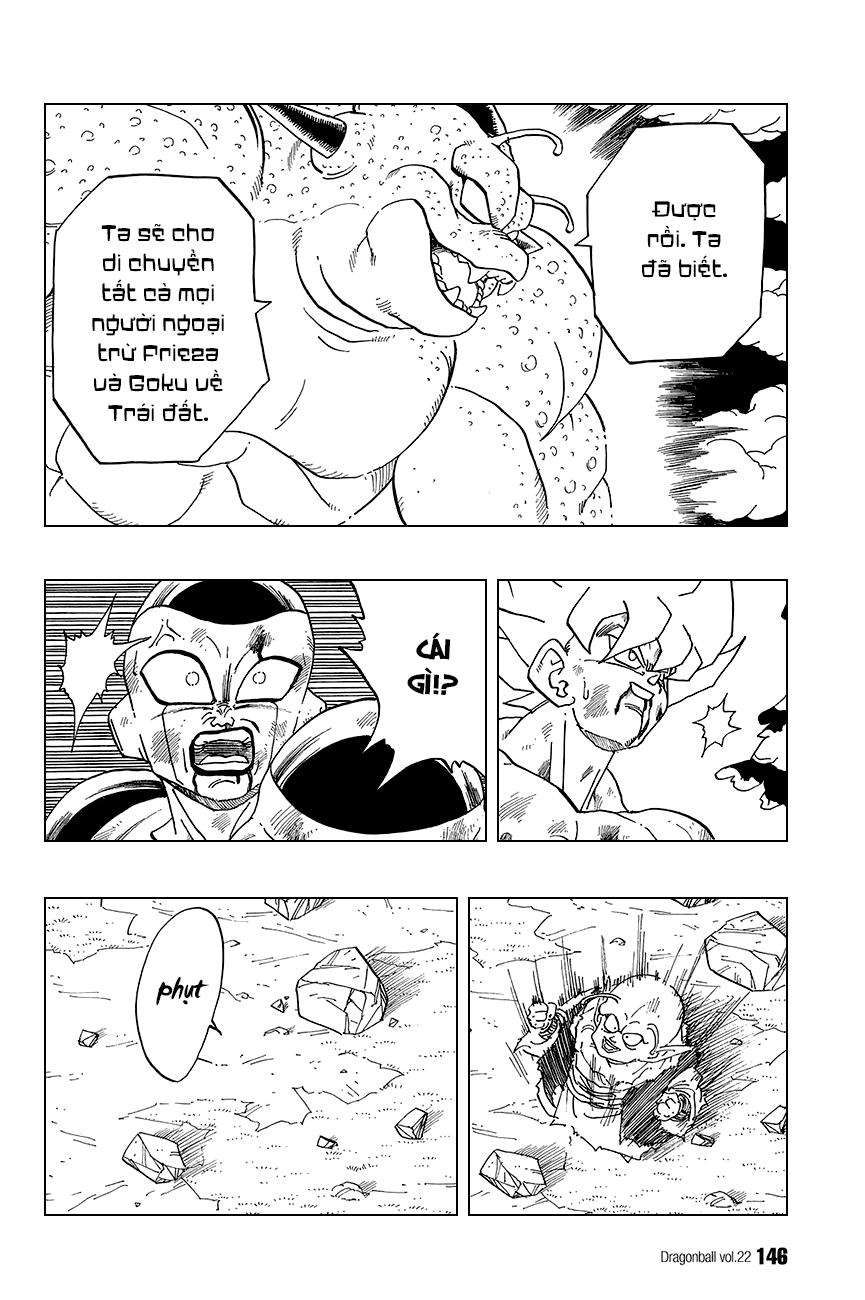 Được
rồi. Ta
đã biết.
Ta sẽ cho
di chuyển
tất cả mọi
người ngoại
trừ Frieza
và Goku về
Trái đất.
CÁI
GÌ!?
phụt
Dragonball vol.22 146